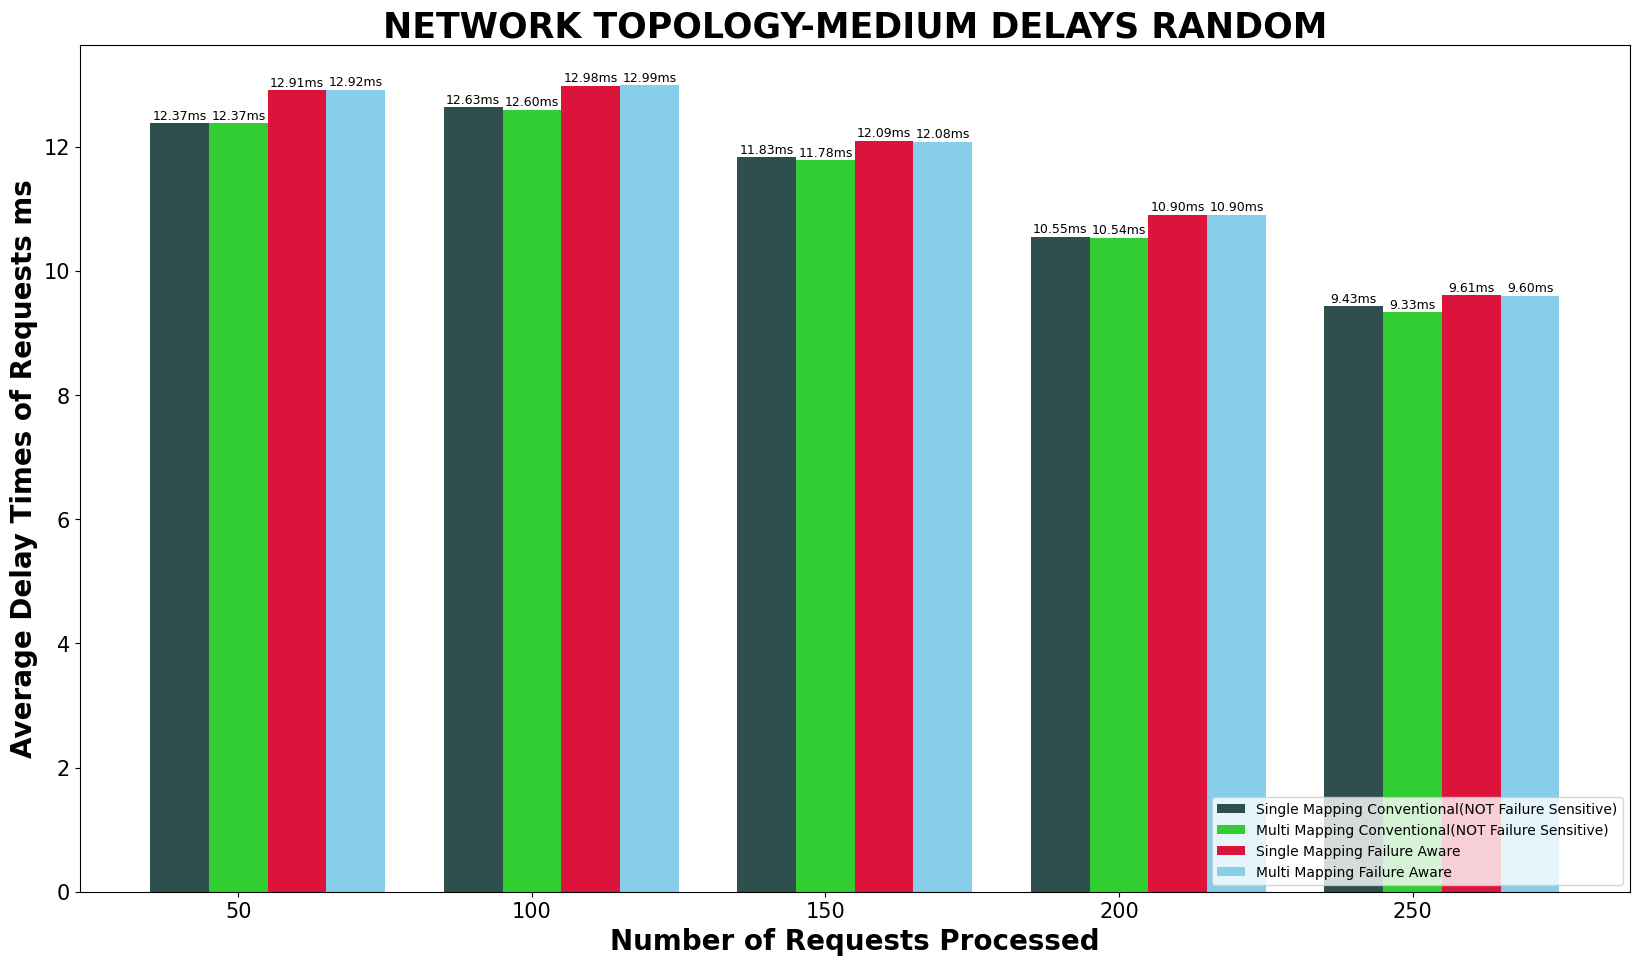 NETWORK TOPOLOGY-MEDIUM DELAYS RANDOM
Average Delay Times of Requests ms
12
10
8
6
4
2
0
12.37ms 12.37ms 12.91ms 12.92ms
12.63ms 12.60ms 12.98ms 12.99ms
11.83ms 11.78ms 12.09ms 12.08ms
10.55ms 10.54ms 10.90ms 10.90ms
9.43ms 9.33ms 9.61ms 9.60ms
Single Mapping Conventional(NOT Failure Sensitive)
Multi Mapping Conventional(NOT Failure Sensitive)
Single Mapping Failure Aware
Multi Mapping Failure Aware
50 100 150 200 250
Number of Requests Processed